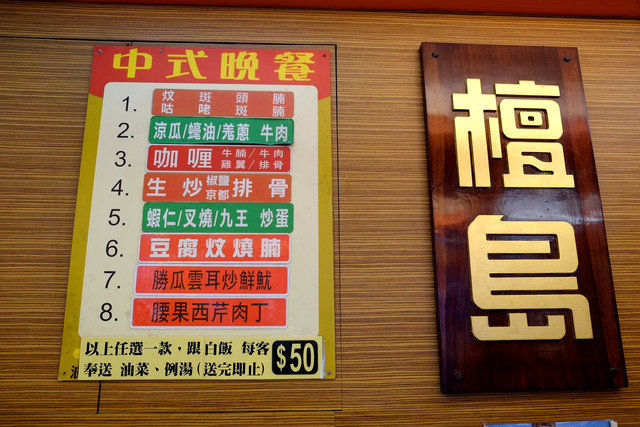 中式晚餐
1. 炆斑頭腩
咕咾斑腩
2. 涼瓜/蠔油/羗蔥 牛肉
3. 咖喱 牛腩/牛肉
雞翼/排骨
4. 生炒 椒鹽 京都 排骨
5. 蝦仁/叉燒/九王 炒蛋
6. 豆腐炆燒腩
7. 勝瓜雲耳炒鮮魷
8. 腰果西芹肉丁
以上任選一款，跟白飯 每客 $50
奉送 油菜、例湯(送完即止)
檀島